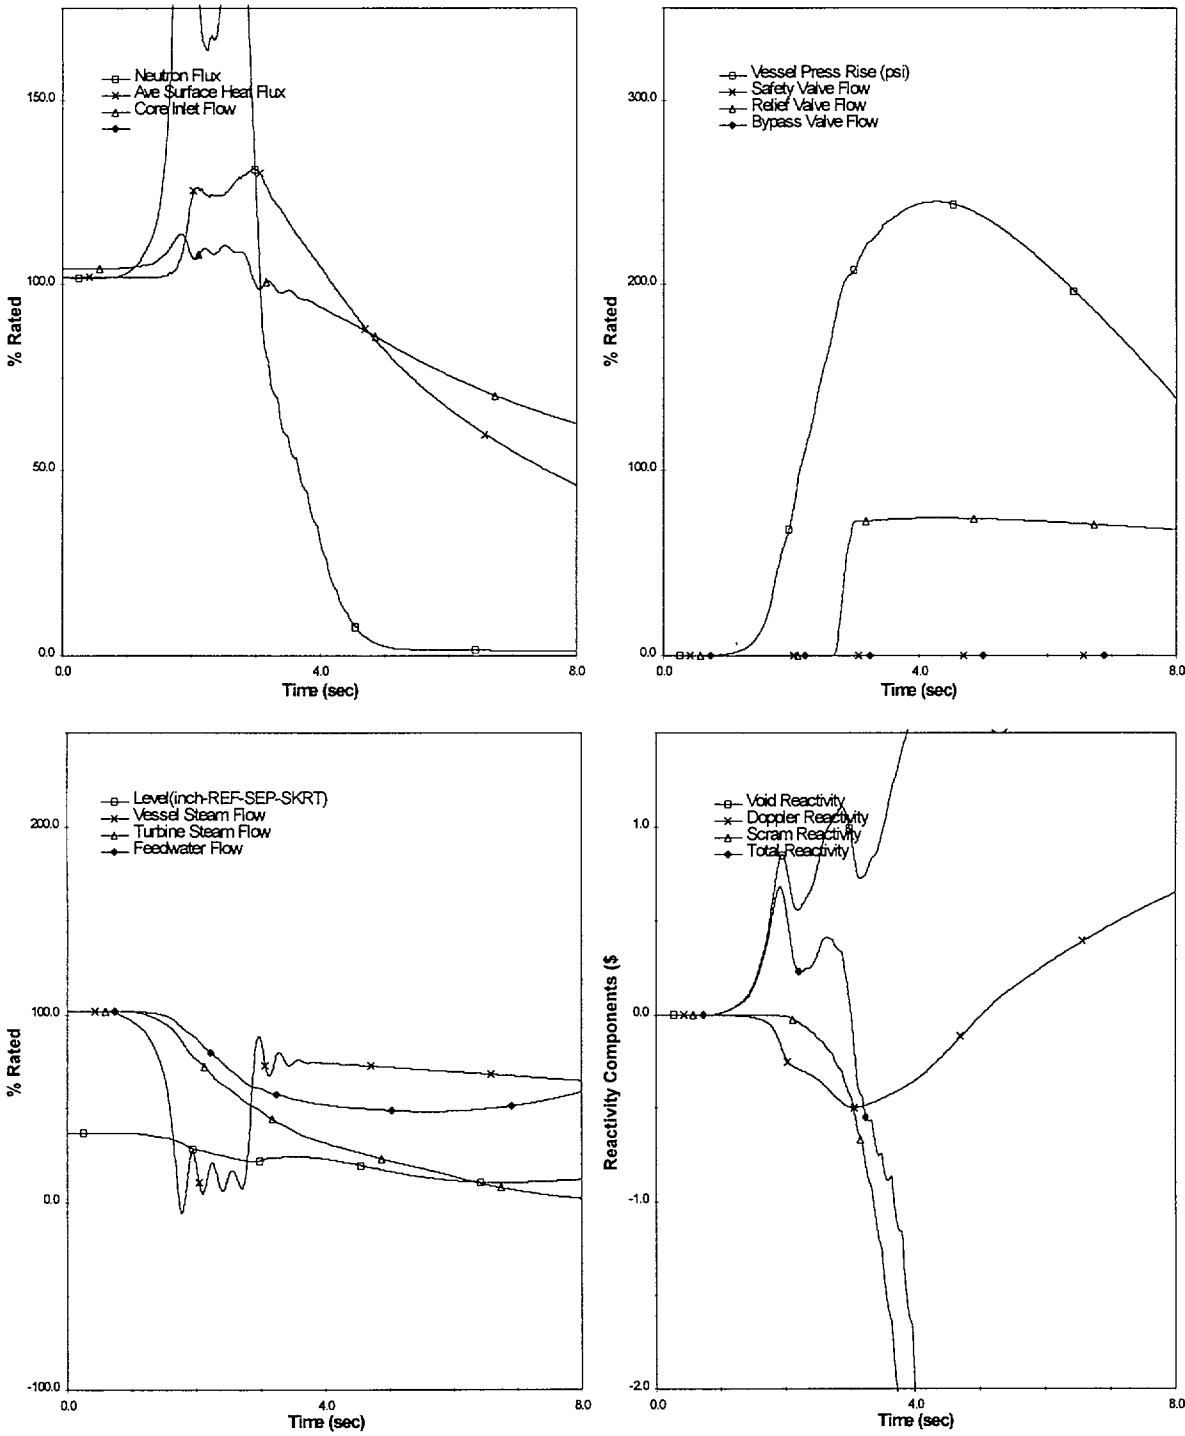 150.0
Neutron Flux
Ave Surface Heat Flux
Core Inlet Flow
100.0
% Rated
50.0
0.0
0.0 4.0 8.0
Time (sec)
300.0
Vessel Press Rise (psi)
Safety Valve Flow
Relief Valve Flow
Bypass Valve Flow
200.0
% Rated
100.0
0.0
0.0 4.0 8.0
Time (sec)
200.0
Level(inch-REF-SEP-SKRT)
Vessel Steam Flow
Turbine Steam Flow
Feedwater Flow
100.0
% Rated
0.0
-100.0
0.0 4.0 8.0
Time (sec)
1.0
Void Reactivity
Doppler Reactivity
Scram Reactivity
Total Reactivity
0.0
Reactivity Components ($
-1.0
-2.0
0.0 4.0 8.0
Time (sec)